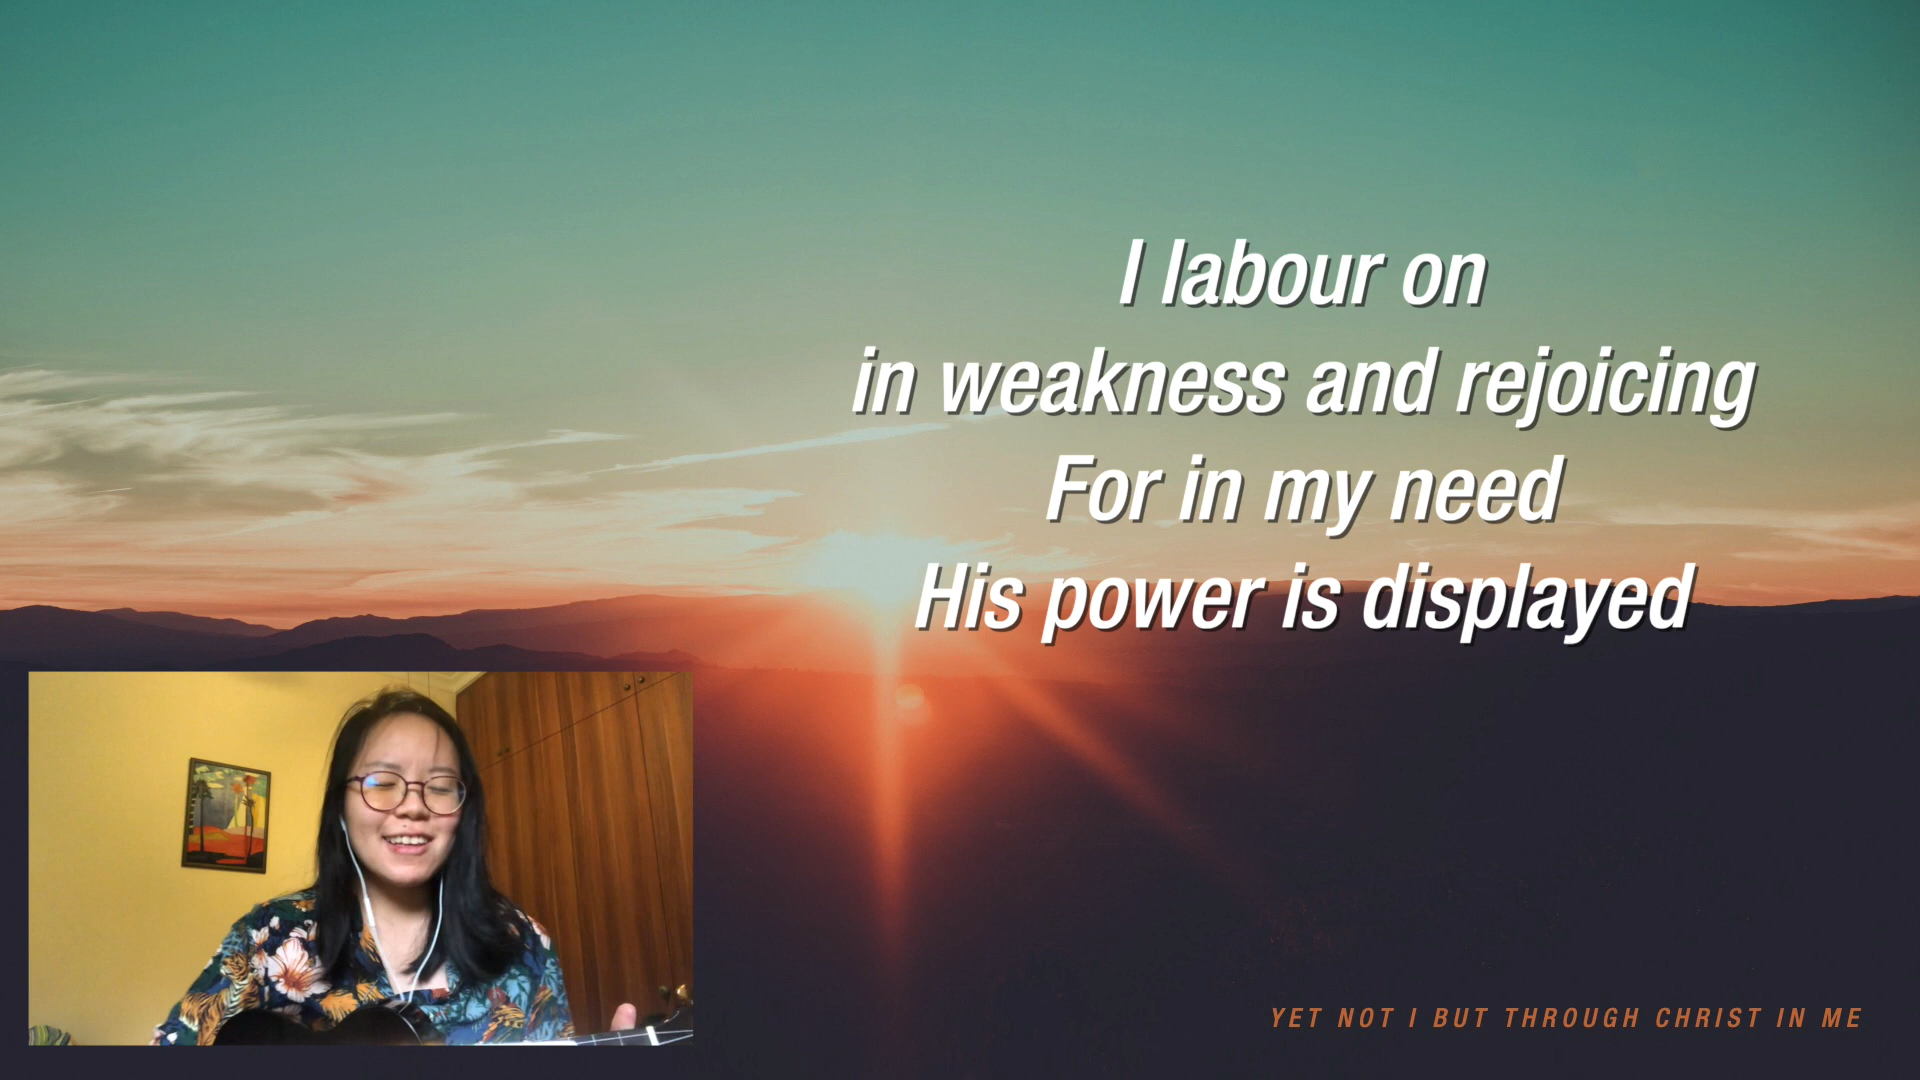 I labour on
in weakness and rejoicing
For in my need
His power is displayed
YET NOT I BUT THROUGH CHRIST IN ME